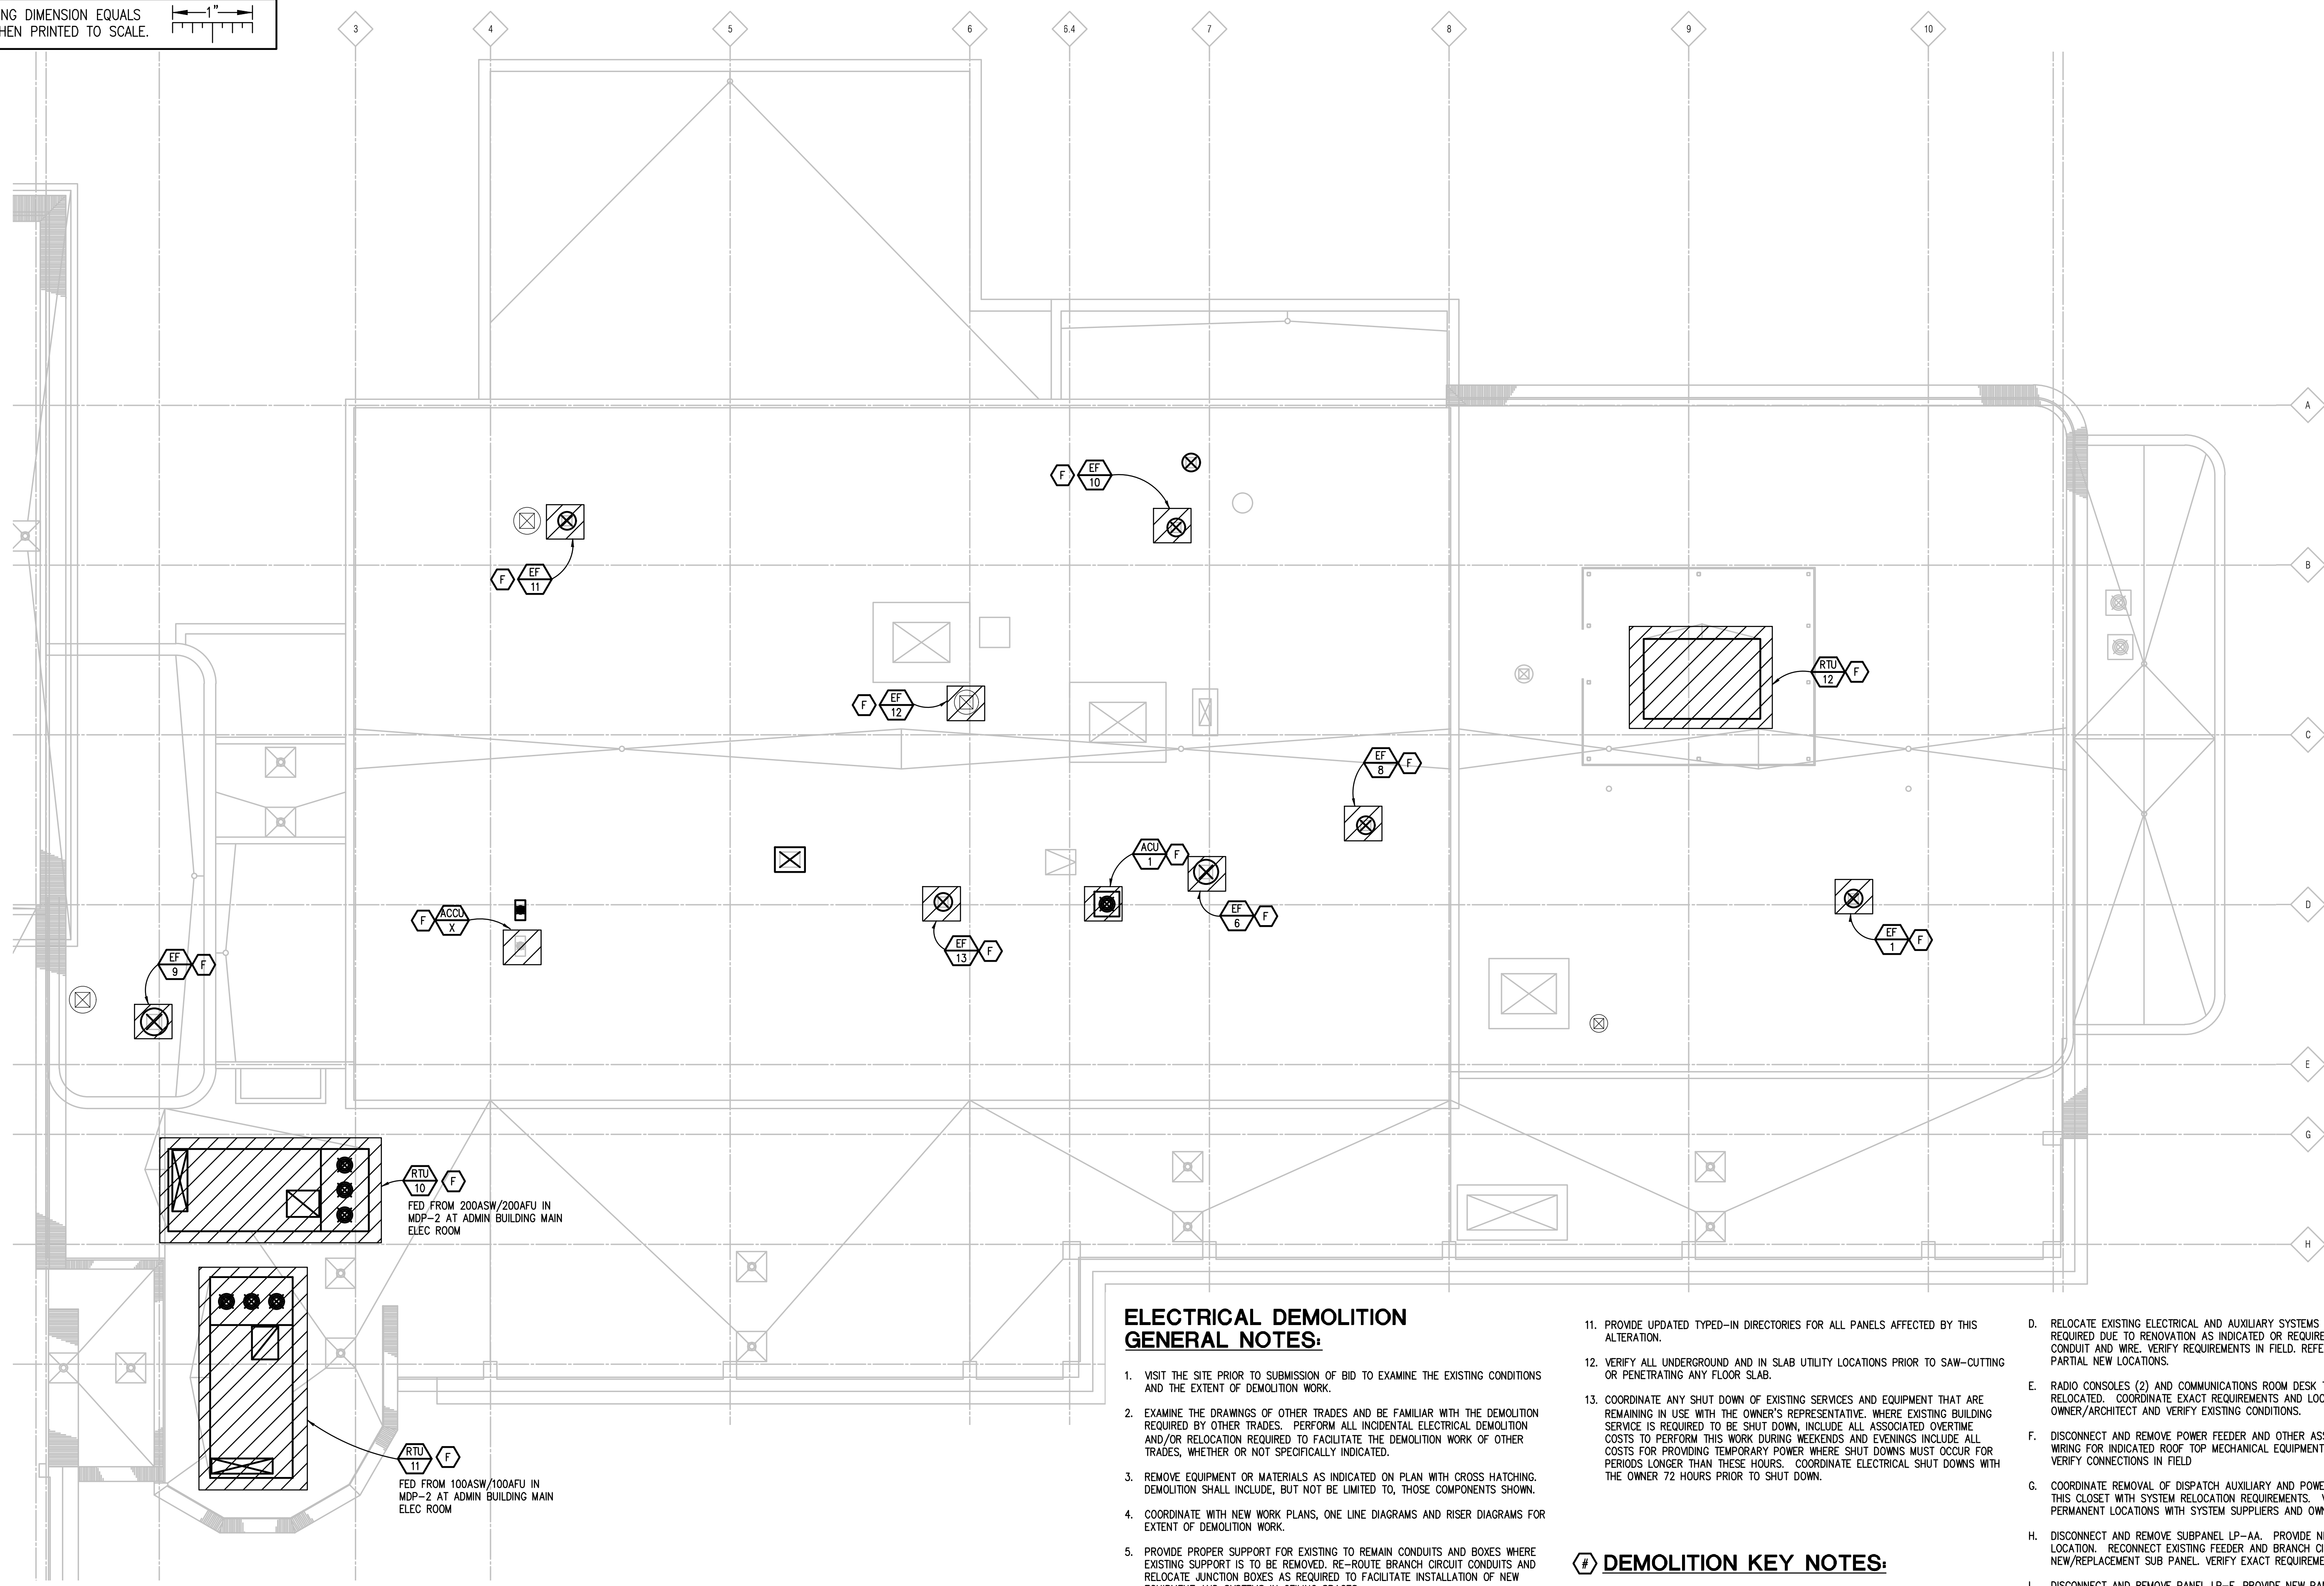 NG DIMENSION EQUALS
HEN PRINTED TO SCALE.
1"
3
4
5
6
6.4
7
8
9
10
A
B
C
D
E
G
H
F
EF
10
F
EF
11
F
EF
12
RTU
12
F
EF
8
F
ACU
1
F
EF
6
F
F
ACCU
X
EF
13
F
EF
1
F
EF
9
F
RTU
10
F
FED FROM 200ASW/200AFU IN
MDP-2 AT ADMIN BUILDING MAIN
ELEC ROOM
RTU
11
F
FED FROM 100ASW/100AFU IN
MDP-2 AT ADMIN BUILDING MAIN
ELEC ROOM
ELECTRICAL DEMOLITION
GENERAL NOTES:
1. VISIT THE SITE PRIOR TO SUBMISSION OF BID TO EXAMINE THE EXISTING CONDITIONS
AND THE EXTENT OF DEMOLITION WORK.
2. EXAMINE THE DRAWINGS OF OTHER TRADES AND BE FAMILIAR WITH THE DEMOLITION
REQUIRED BY OTHER TRADES. PERFORM ALL INCIDENTAL ELECTRICAL DEMOLITION
AND/OR RELOCATION REQUIRED TO FACILITATE THE DEMOLITION WORK OF OTHER
TRADES, WHETHER OR NOT SPECIFICALLY INDICATED.
3. REMOVE EQUIPMENT OR MATERIALS AS INDICATED ON PLAN WITH CROSS HATCHING.
DEMOLITION SHALL INCLUDE, BUT NOT BE LIMITED TO, THOSE COMPONENTS SHOWN.
4. COORDINATE WITH NEW WORK PLANS, ONE LINE DIAGRAMS AND RISER DIAGRAMS FOR
EXTENT OF DEMOLITION WORK.
5. PROVIDE PROPER SUPPORT FOR EXISTING TO REMAIN CONDUITS AND BOXES WHERE
EXISTING SUPPORT IS TO BE REMOVED. RE-ROUTE BRANCH CIRCUIT CONDUITS AND
RELOCATE JUNCTION BOXES AS REQUIRED TO FACILITATE INSTALLATION OF NEW
11. PROVIDE UPDATED TYPED-IN DIRECTORIES FOR ALL PANELS AFFECTED BY THIS
ALTERATION.
12. VERIFY ALL UNDERGROUND AND IN SLAB UTILITY LOCATIONS PRIOR TO SAW-CUTTING
OR PENETRATING ANY FLOOR SLAB.
13. COORDINATE ANY SHUT DOWN OF EXISTING SERVICES AND EQUIPMENT THAT ARE
REMAINING IN USE WITH THE OWNER'S REPRESENTATIVE. WHERE EXISTING BUILDING
SERVICE IS REQUIRED TO BE SHUT DOWN, INCLUDE ALL ASSOCIATED OVERTIME
COSTS TO PERFORM THIS WORK DURING WEEKENDS AND EVENINGS INCLUDE ALL
COSTS FOR PROVIDING TEMPORARY POWER WHERE SHUT DOWNS MUST OCCUR FOR
PERIODS LONGER THAN THESE HOURS. COORDINATE ELECTRICAL SHUT DOWNS WITH
THE OWNER 72 HOURS PRIOR TO SHUT DOWN.
# DEMOLITION KEY NOTES:
D. RELOCATE EXISTING ELECTRICAL AND AUXILIARY SYSTEMS
REQUIRED DUE TO RENOVATION AS INDICATED OR REQUIRE
CONDUIT AND WIRE. VERIFY REQUIREMENTS IN FIELD. REFE
PARTIAL NEW LOCATIONS.
E. RADIO CONSOLES (2) AND COMMUNICATIONS ROOM DESK
RELOCATED. COORDINATE EXACT REQUIREMENTS AND LOC
OWNER/ARCHITECT AND VERIFY EXISTING CONDITIONS.
F. DISCONNECT AND REMOVE POWER FEEDER AND OTHER ASS
WIRING FOR INDICATED ROOF TOP MECHANICAL EQUIPMENT
VERIFY CONNECTIONS IN FIELD
G. COORDINATE REMOVAL OF DISPATCH AUXILIARY AND POWE
THIS CLOSET WITH SYSTEM RELOCATION REQUIREMENTS.
PERMANENT LOCATIONS WITH SYSTEM SUPPLIERS AND OWN
H. DISCONNECT AND REMOVE SUBPANEL LP-AA. PROVIDE N
LOCATION. RECONNECT EXISTING FEEDER AND BRANCH CI
NEW/REPLACEMENT SUB PANEL. VERIFY EXACT REQUIREME